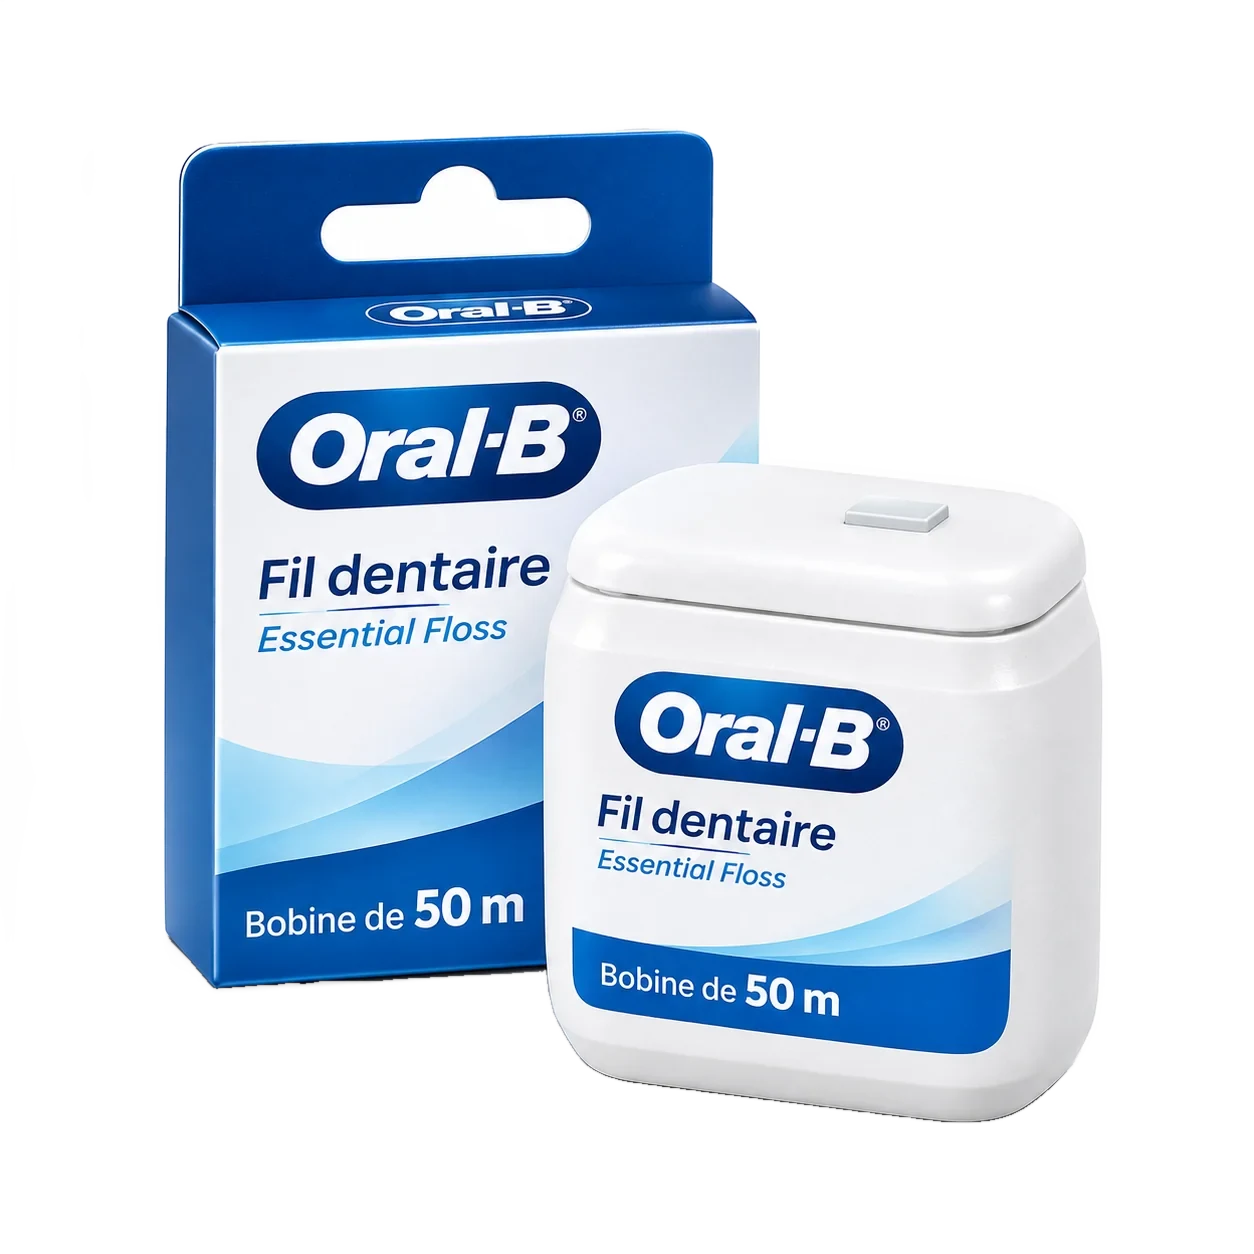 Oral-B®
Oral-B®
Fil dentaire
Essential Floss
Bobine de 50 m
Oral-B®
Fil dentaire
Essential Floss
Bobine de 50 m